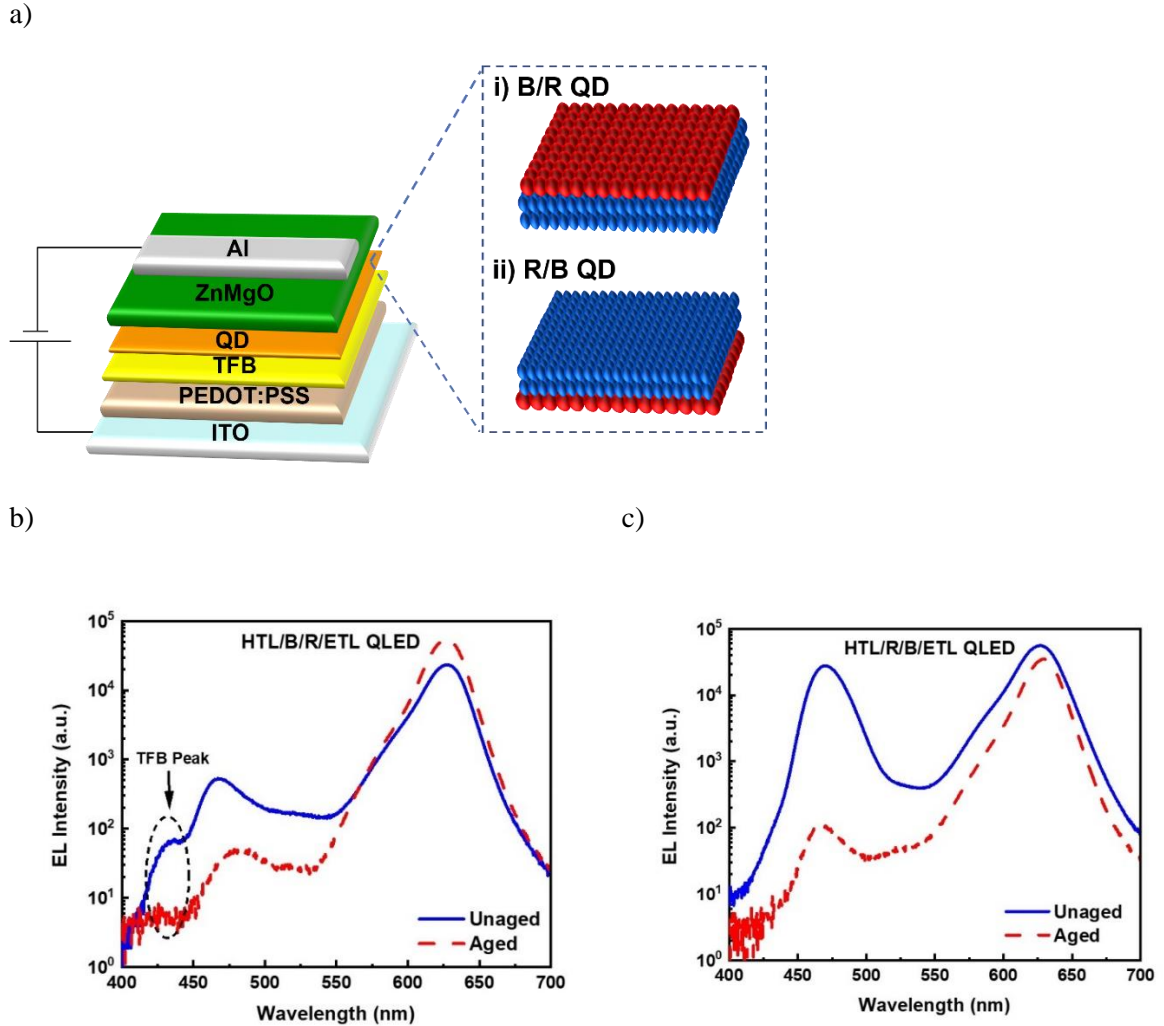 a)
i) B/R QD
ii) R/B QD
Al
ZnMgO
QD
TFB
PEDOT:PSS
ITO
b)
c)
HTL/B/R/ETL QLED
TFB Peak
EL Intensity (a.u.)
10^5
10^4
10^3
10^2
10^1
10^0
Unaged
Aged
400 450 500 550 600 650 700
Wavelength (nm)
HTL/R/B/ETL QLED
EL Intensity (a.u.)
10^5
10^4
10^3
10^2
10^1
10^0
Unaged
Aged
400 450 500 550 600 650 700
Wavelength (nm)